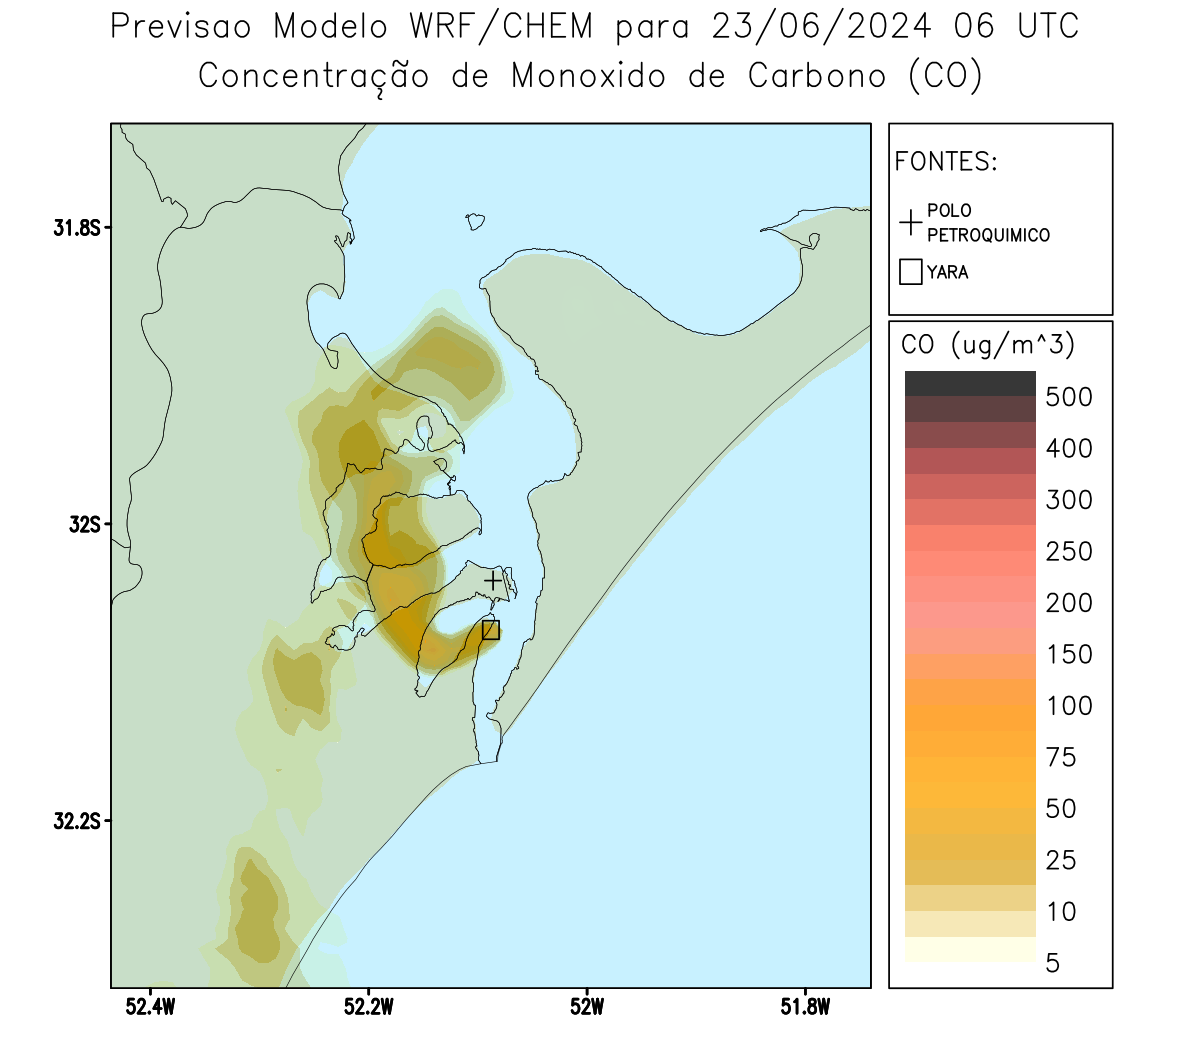 Previsao Modelo WRF/CHEM para 23/06/2024 06 UTC
Concentração de Monoxido de Carbono (CO)
FONTES:
POLO
PETROQUIMICO
YARA
CO (ug/m^3)
500
400
300
250
200
150
100
75
50
25
10
5
31.8S
32S
32.2S
52.4W
52.2W
52W
51.8W